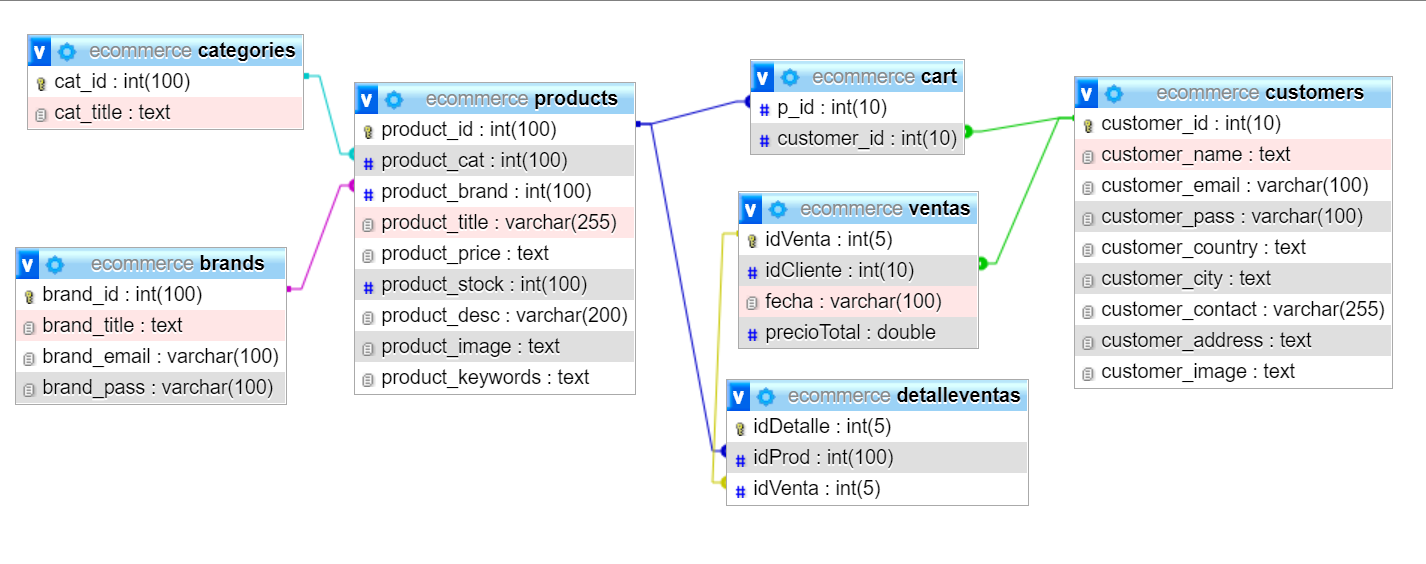 ecommerce categories
cat_id : int(100)
cat_title : text
ecommerce brands
brand_id : int(100)
brand_title : text
brand_email : varchar(100)
brand_pass : varchar(100)
ecommerce products
product_id : int(100)
product_cat : int(100)
product_brand : int(100)
product_title : varchar(255)
product_price : text
product_stock : int(100)
product_desc : varchar(200)
product_image : text
product_keywords : text
ecommerce cart
p_id : int(10)
customer_id : int(10)
ecommerce ventas
idVenta : int(5)
idCliente : int(10)
fecha : varchar(100)
precioTotal : double
ecommerce detalleventas
idDetalle : int(5)
idProd : int(100)
idVenta : int(5)
ecommerce customers
customer_id : int(10)
customer_name : text
customer_email : varchar(100)
customer_pass : varchar(100)
customer_country : text
customer_city : text
customer_contact : varchar(255)
customer_address : text
customer_image : text